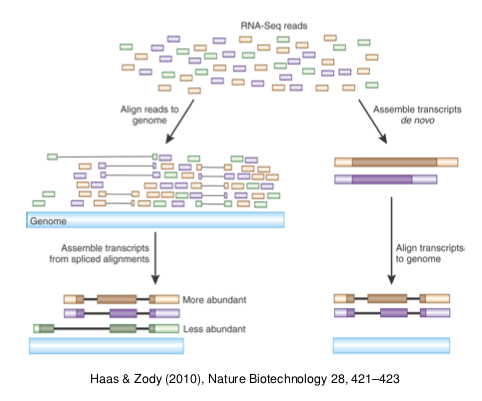 RNA-Seq reads
Align reads to
genome
Assemble transcripts
de novo
Genome
Assemble transcripts
from spliced alignments
Align transcripts
to genome
More abundant
Less abundant
Haas & Zody (2010), Nature Biotechnology 28, 421–423